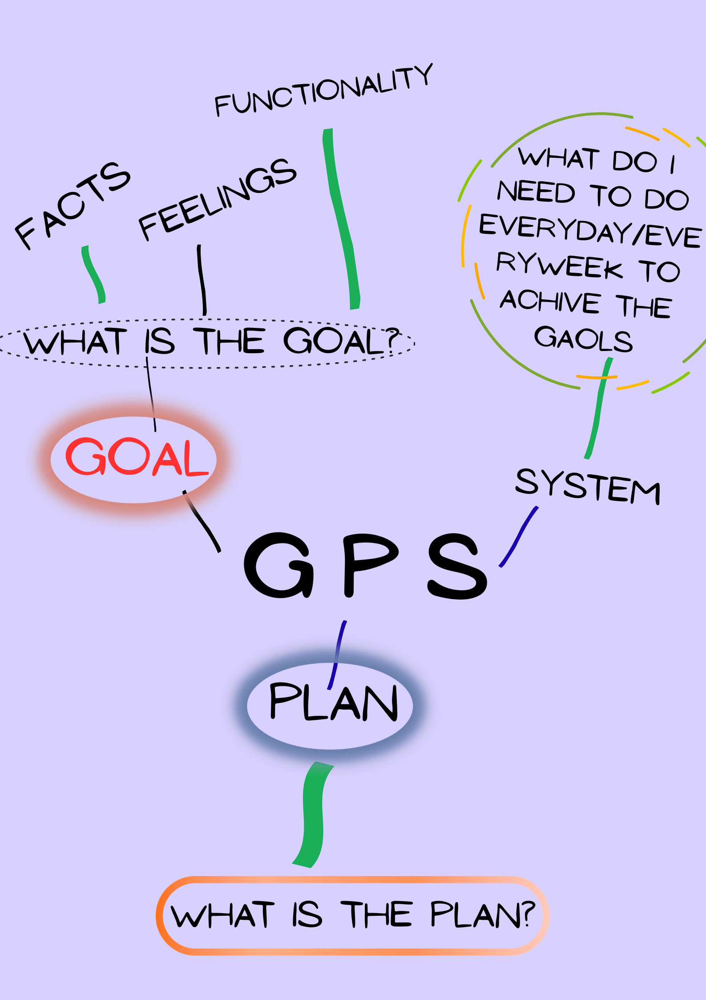 FUNCTIONALITY
FACTS
FEELINGS
WHAT DO I
NEED TO DO
EVERYDAY/EVE
RYWEEK TO
ACHIVE THE
GAOLS
WHAT IS THE GOAL?
GOAL
SYSTEM
G P S
PLAN
WHAT IS THE PLAN?